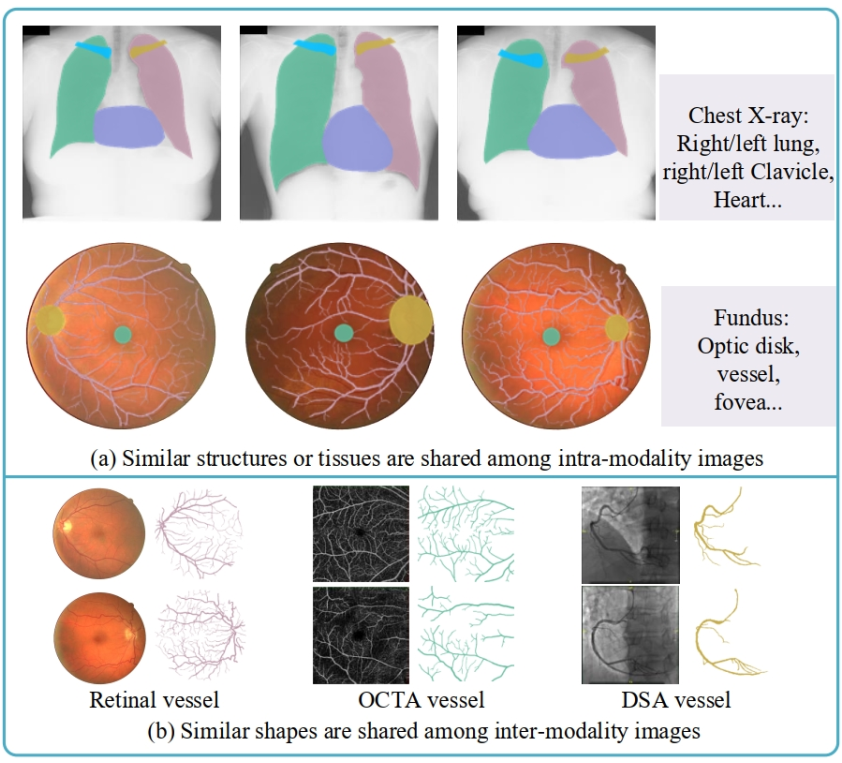 Chest X-ray:
Right/left lung,
right/left Clavicle,
Heart...
Fundus:
Optic disk,
vessel,
fovea...
(a) Similar structures or tissues are shared among intra-modality images
Retinal vessel
OCTA vessel
DSA vessel
(b) Similar shapes are shared among inter-modality images